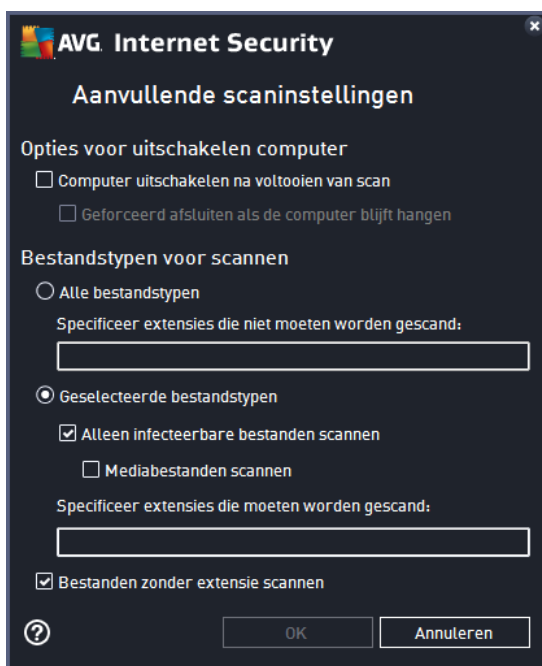 AVG. Internet Security
Aanvullende scaninstellingen
Opties voor uitschakelen computer
Computer uitschakelen na voltooien van scan
Geforceerd afsluiten als de computer blijft hangen
Bestandstypen voor scannen
Alle bestandstypen
Specificeer extensies die niet moeten worden gescand:
Geselecteerde bestandstypen
Alleen infecteerbare bestanden scannen
Mediabestanden scannen
Specificeer extensies die moeten worden gescand:
Bestanden zonder extensie scannen
? OK Annuleren